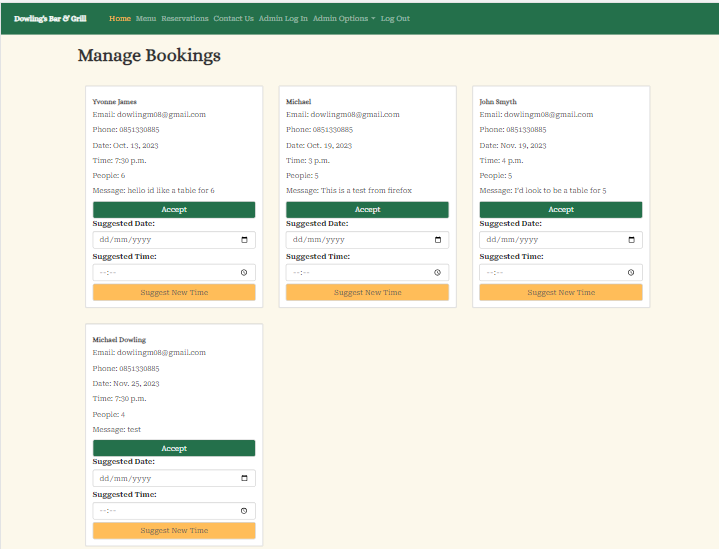 Dowling's Bar & Grill Home Menu Reservations Contact Us Admin Log In Admin Options Log Out
Manage Bookings
Yvonne James
Email: dowlingm08@gmail.com
Phone: 0851330885
Date: Oct. 13, 2023
Time: 7:30 p.m.
People: 6
Message: hello id like a table for 6
Accept
Suggested Date:
dd/mm/yyyy
Suggested Time:
--:--
Suggest New Time
Michael
Email: dowlingm08@gmail.com
Phone: 0851330885
Date: Oct. 19, 2023
Time: 3 p.m.
People: 5
Message: This is a test from firefox
Accept
Suggested Date:
dd/mm/yyyy
Suggested Time:
--:--
Suggest New Time
John Smyth
Email: dowlingm08@gmail.com
Phone: 0851330885
Date: Nov. 19, 2023
Time: 4 p.m.
People: 5
Message: I'd look to be a table for 5
Accept
Suggested Date:
dd/mm/yyyy
Suggested Time:
--:--
Suggest New Time
Michael Dowling
Email: dowlingm08@gmail.com
Phone: 0851330885
Date: Nov. 25, 2023
Time: 7:30 p.m.
People: 4
Message: test
Accept
Suggested Date:
dd/mm/yyyy
Suggested Time:
--:--
Suggest New Time